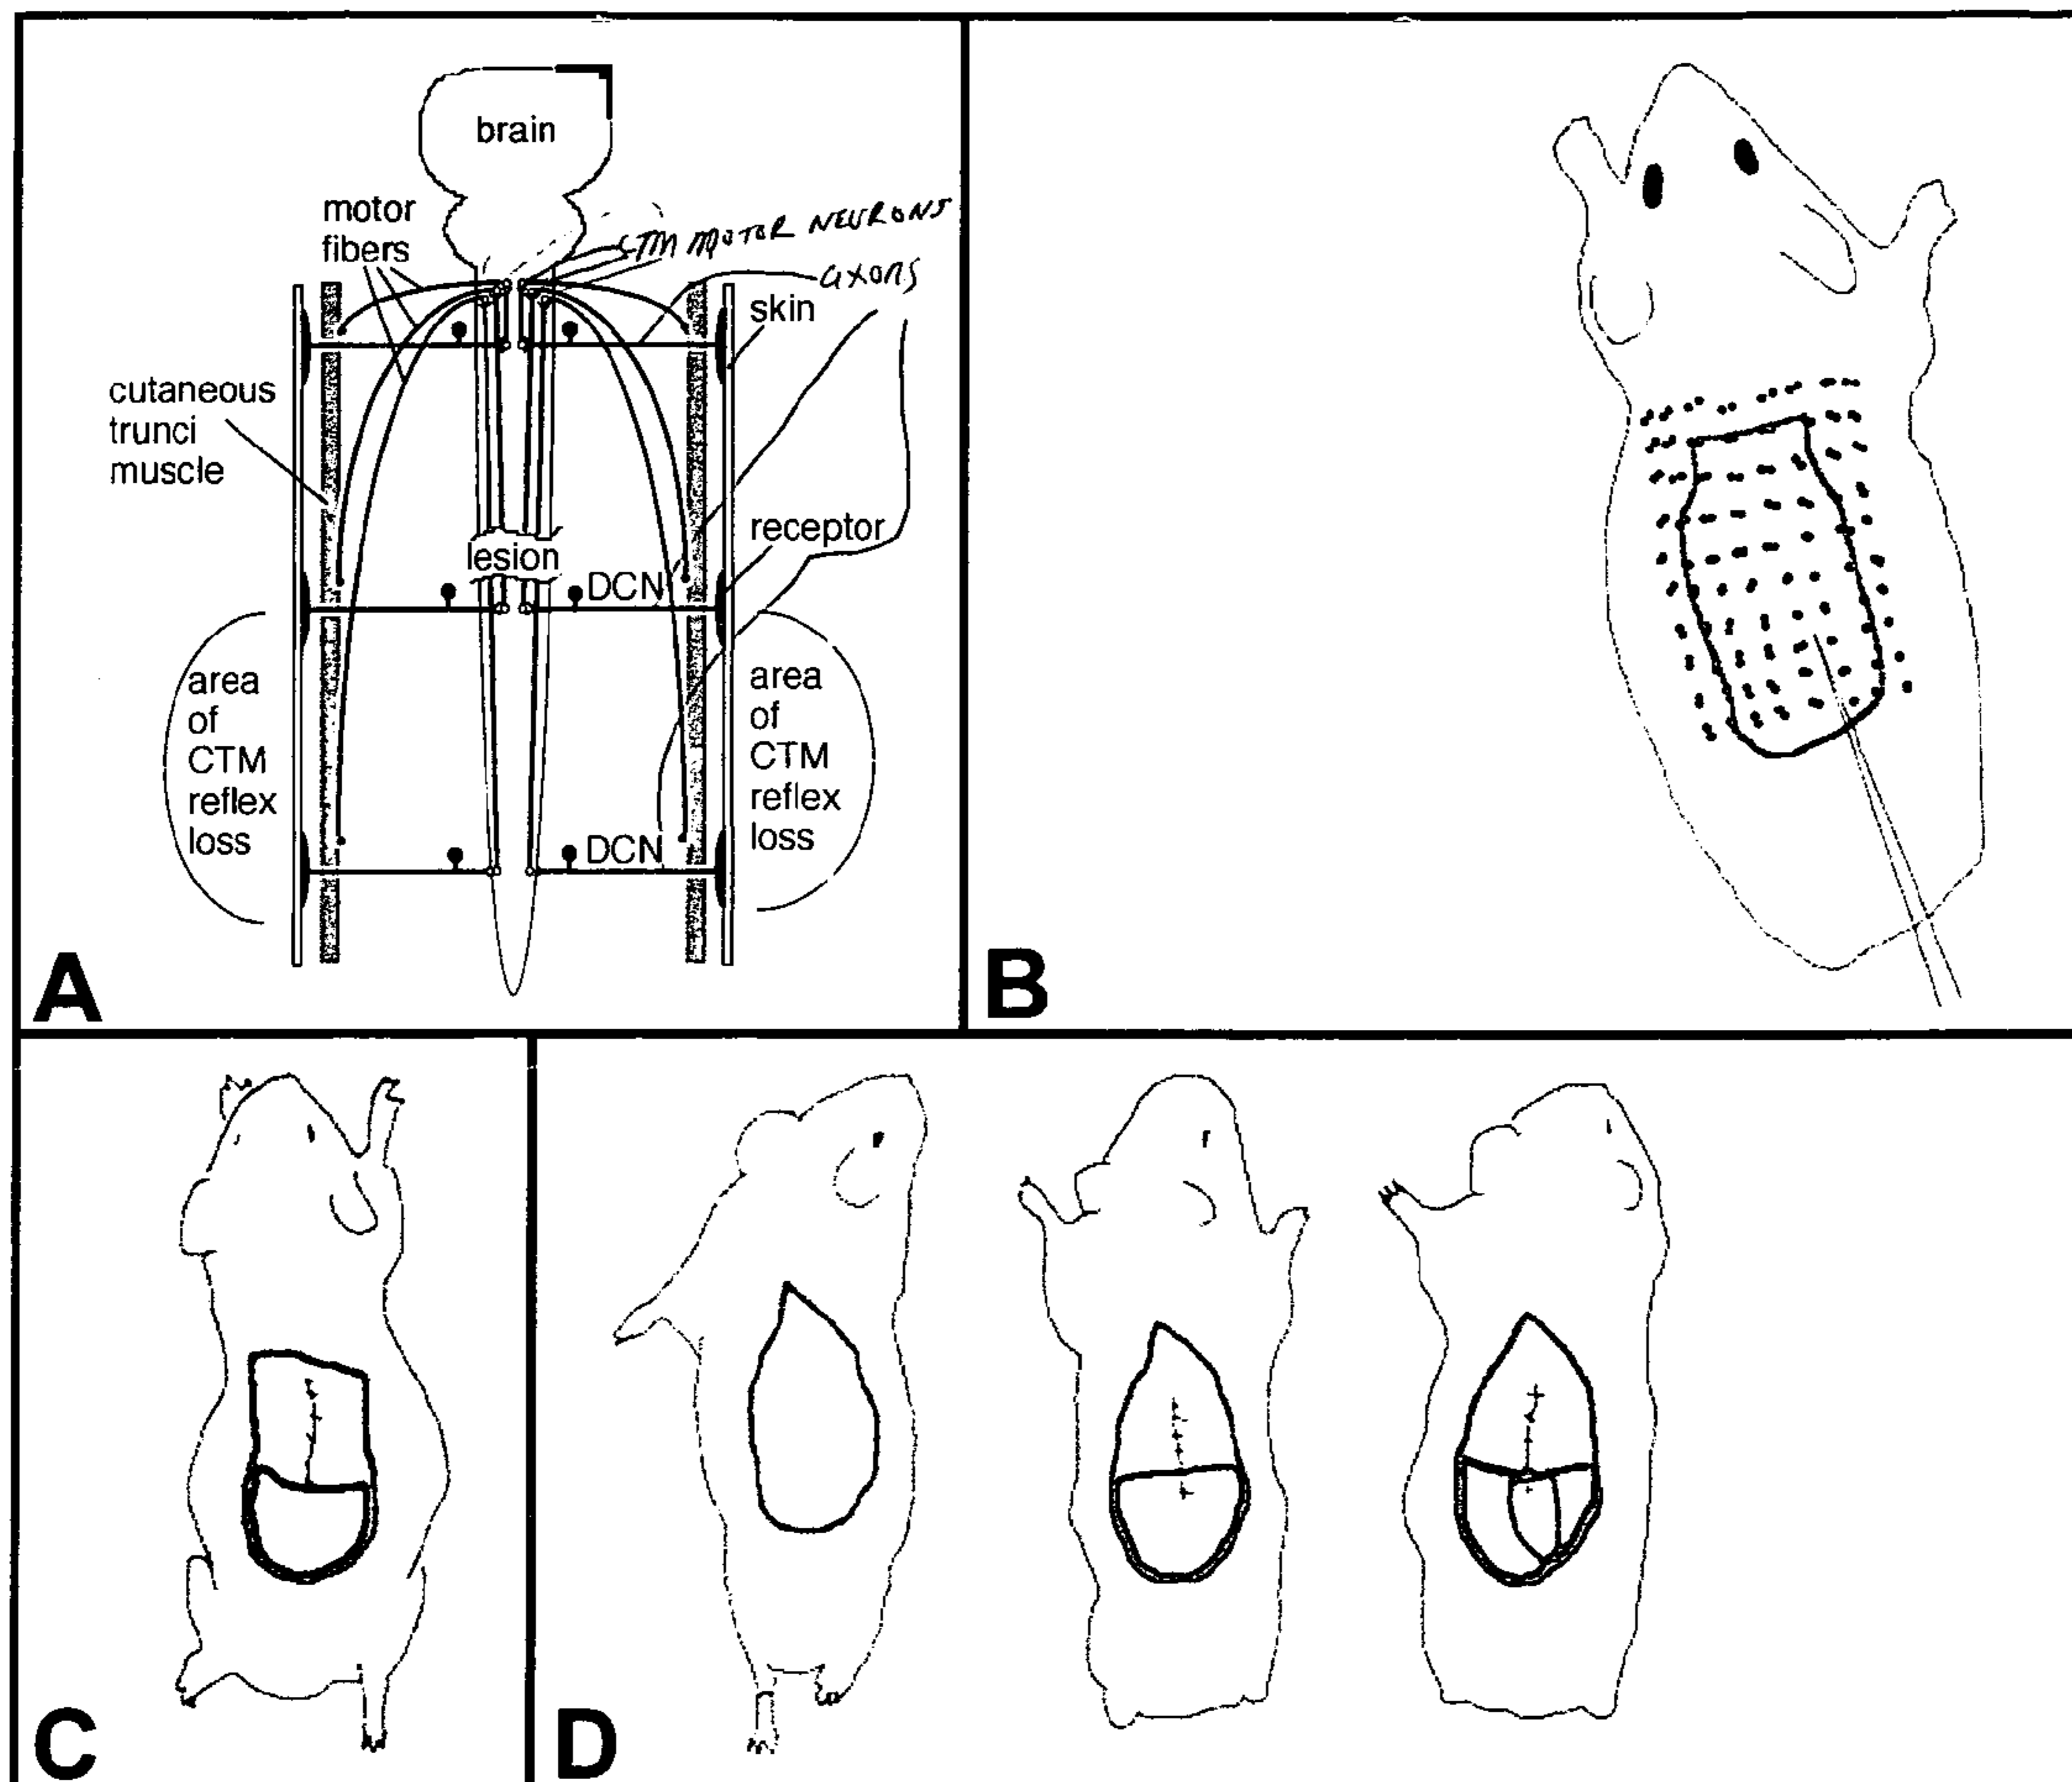 brain
motor
fibers
CTM MOTOR NEURONS
axons
skin
cutaneous
trunci
muscle
receptor
lesion
DCN
area
of
CTM
reflex
loss
area
of
CTM
reflex
loss
DCN
A
B
C
D